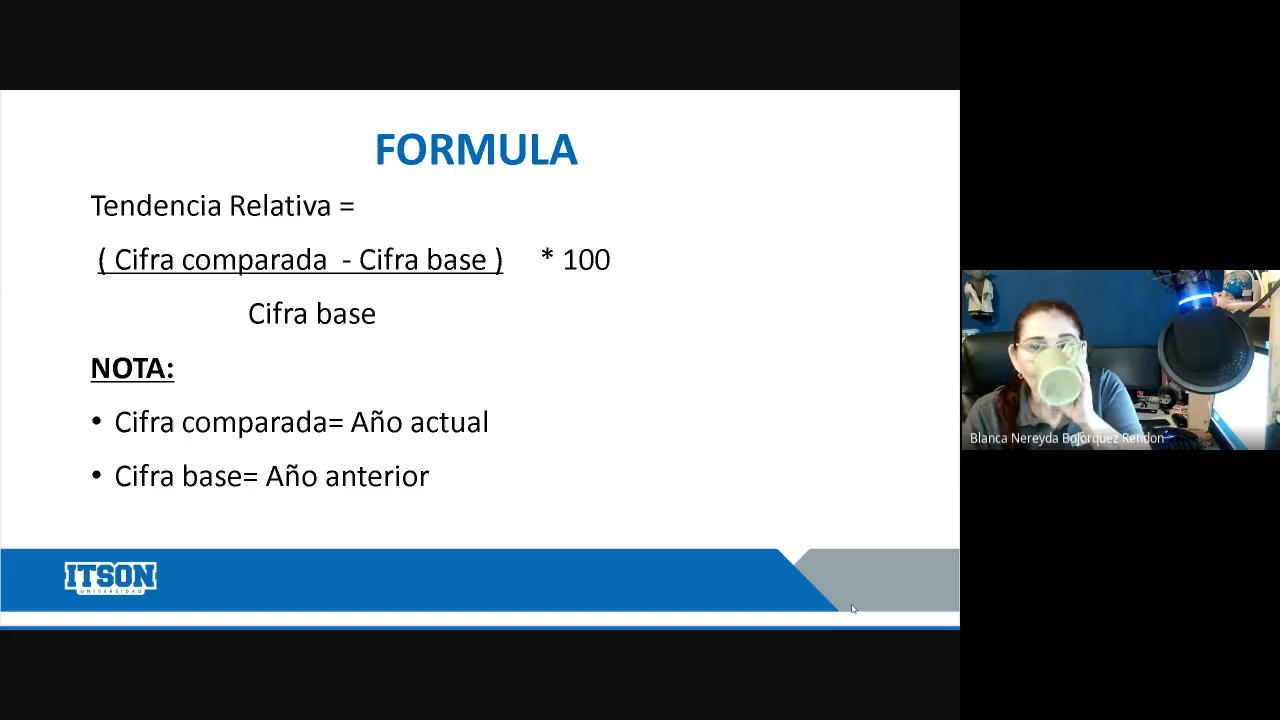 FORMULA
Tendencia Relativa =
( Cifra comparada - Cifra base ) * 100
Cifra base
NOTA:
• Cifra comparada= Año actual
• Cifra base= Año anterior
ITSON
UNIVERSIDAD
Blanca Nereyda Bojorquez Rendon